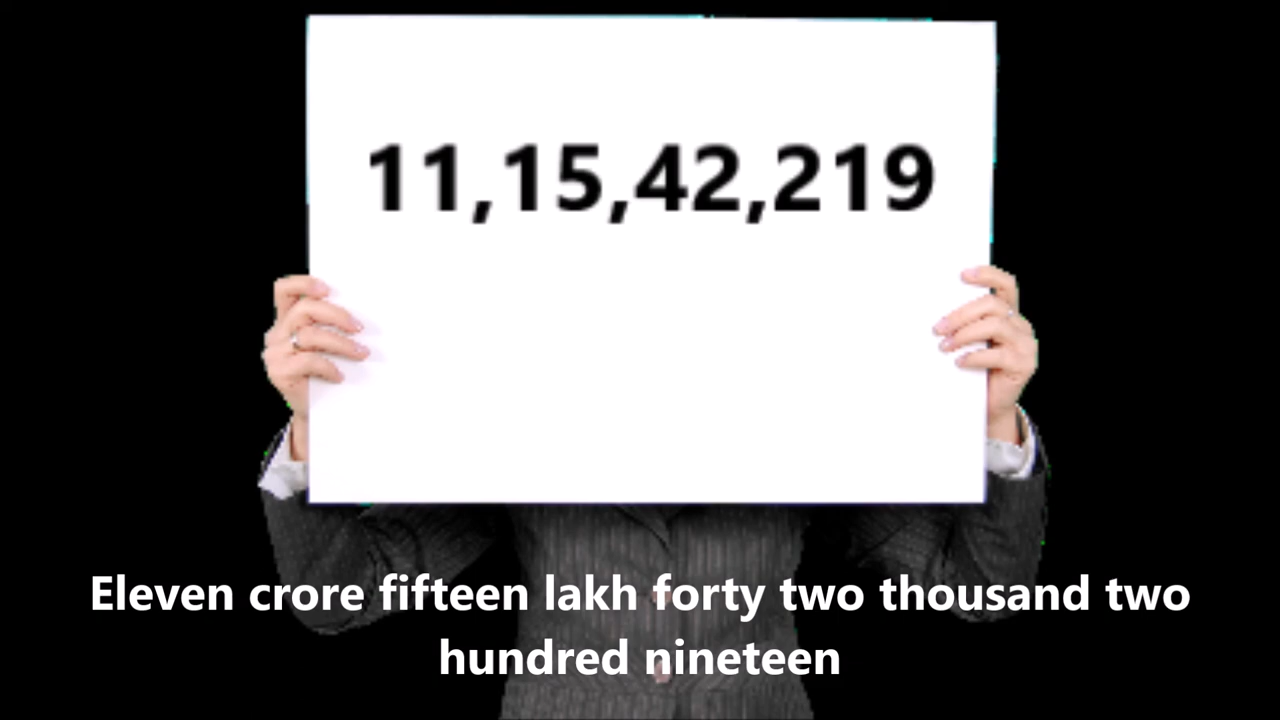 11,15,42,219
Eleven crore fifteen lakh forty two thousand two
hundred nineteen